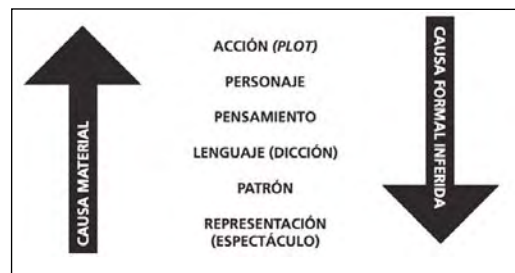 CAUSA MATERIAL
ACCIÓN (PLOT)
PERSONAJE
PENSAMIENTO
LENGUAJE (DICCIÓN)
PATRÓN
REPRESENTACIÓN
(ESPECTÁCULO)
CAUSA FORMAL INFERIDA